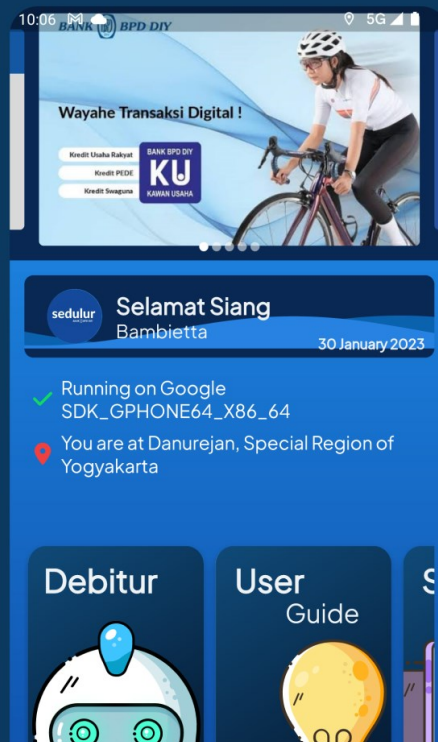 10:06
5G
BANK BPD DIY
Wayahe Transaksi Digital !
Kredit Usaha Rakyat
Kredit PEDE
Kredit Swaguna
BANK BPD DIY
KU
KAWAN USAHA
sedulur
Selamat Siang
Bambietta
30 January 2023
Running on Google
SDK_GPHONE64_X86_64
You are at Danurejan, Special Region of
Yogyakarta
Debitur
User
Guide